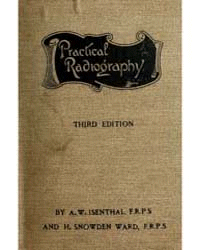 Practical
Radiography
THIRD EDITION
BY A.W. ISENTHAL. F.R.P.S
AND H. SNOWDEN WARD, F.R.P.S